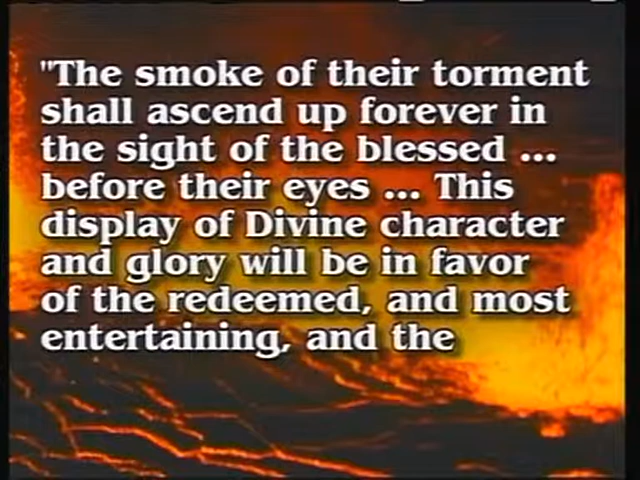 "The smoke of their torment
shall ascend up forever in
the sight of the blessed ...
before their eyes ... This
display of Divine character
and glory will be in favor
of the redeemed, and most
entertaining, and the